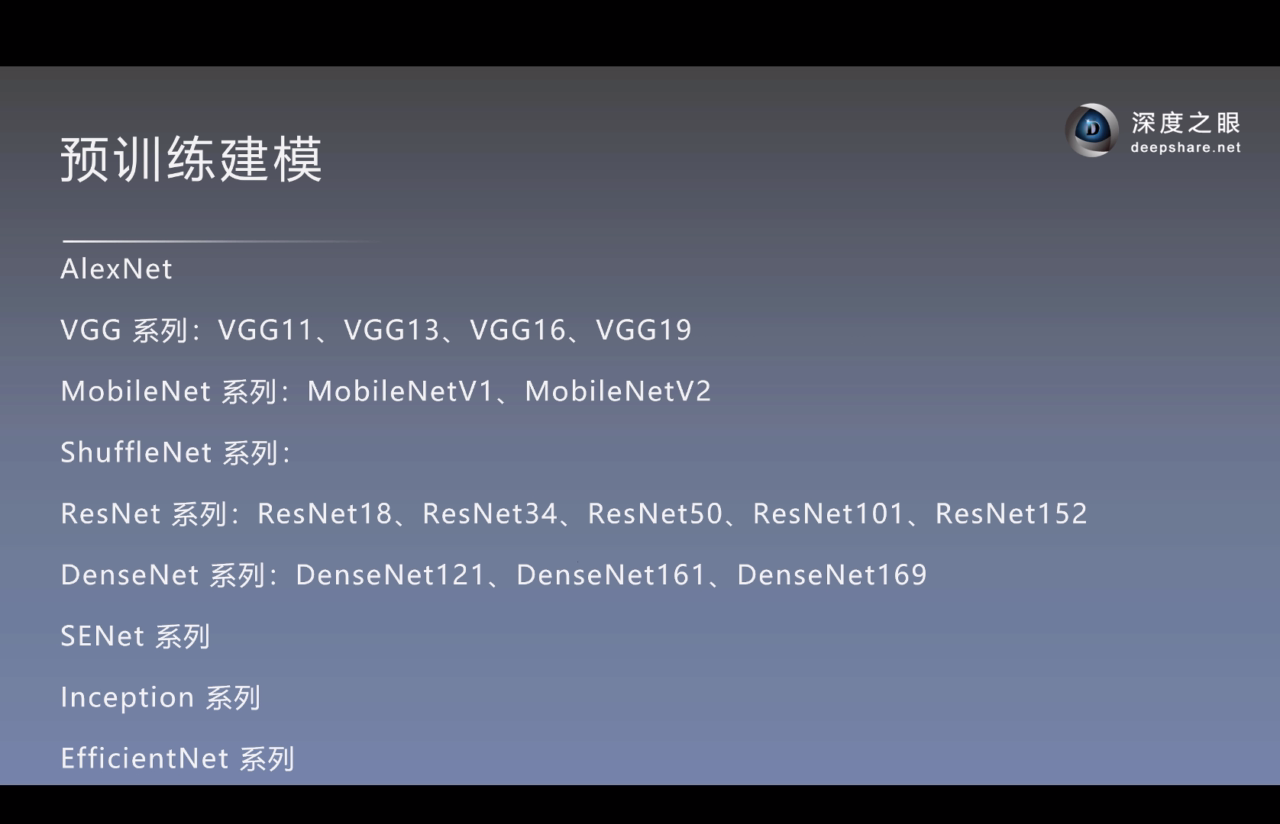 深度之眼
deepshare.net
预训练建模
AlexNet
VGG 系列：VGG11、VGG13、VGG16、VGG19
MobileNet 系列：MobileNetV1、MobileNetV2
ShuffleNet 系列：
ResNet 系列：ResNet18、ResNet34、ResNet50、ResNet101、ResNet152
DenseNet 系列：DenseNet121、DenseNet161、DenseNet169
SENet 系列
Inception 系列
EfficientNet 系列